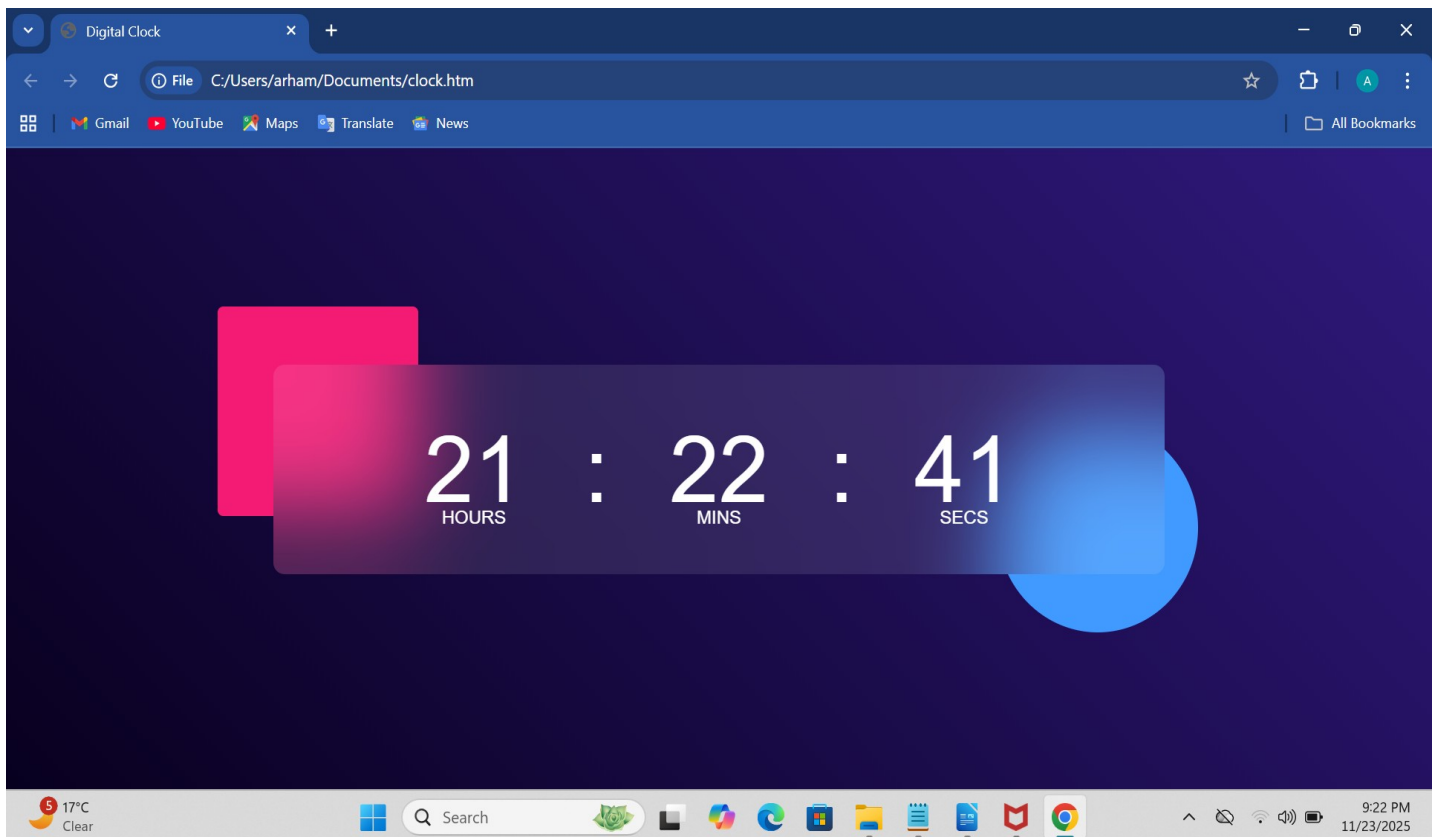 Digital Clock
File C:/Users/arham/Documents/clock.htm
A
Gmail YouTube Maps Translate News All Bookmarks
21 : 22 : 41
HOURS MINS SECS
5 17°C
Clear
Search
9:22 PM
11/23/2025